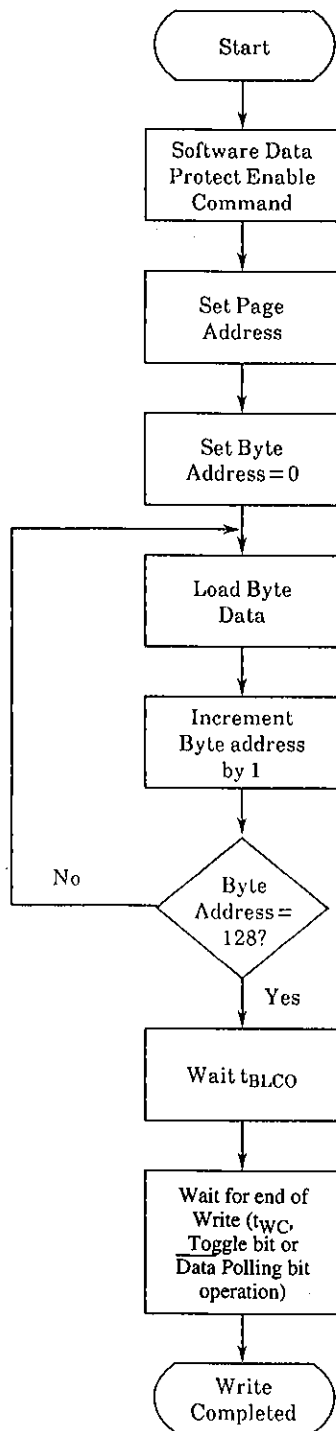 Start
Software Data
Protect Enable
Command
Set Page
Address
Set Byte
Address=0
Load Byte
Data
Increment
Byte address
by 1
No
Byte
Address=
128?
Yes
Wait tBLCO
Wait for end of
Write (tWC,
Toggle bit or
Data Polling bit
operation)
Write
Completed